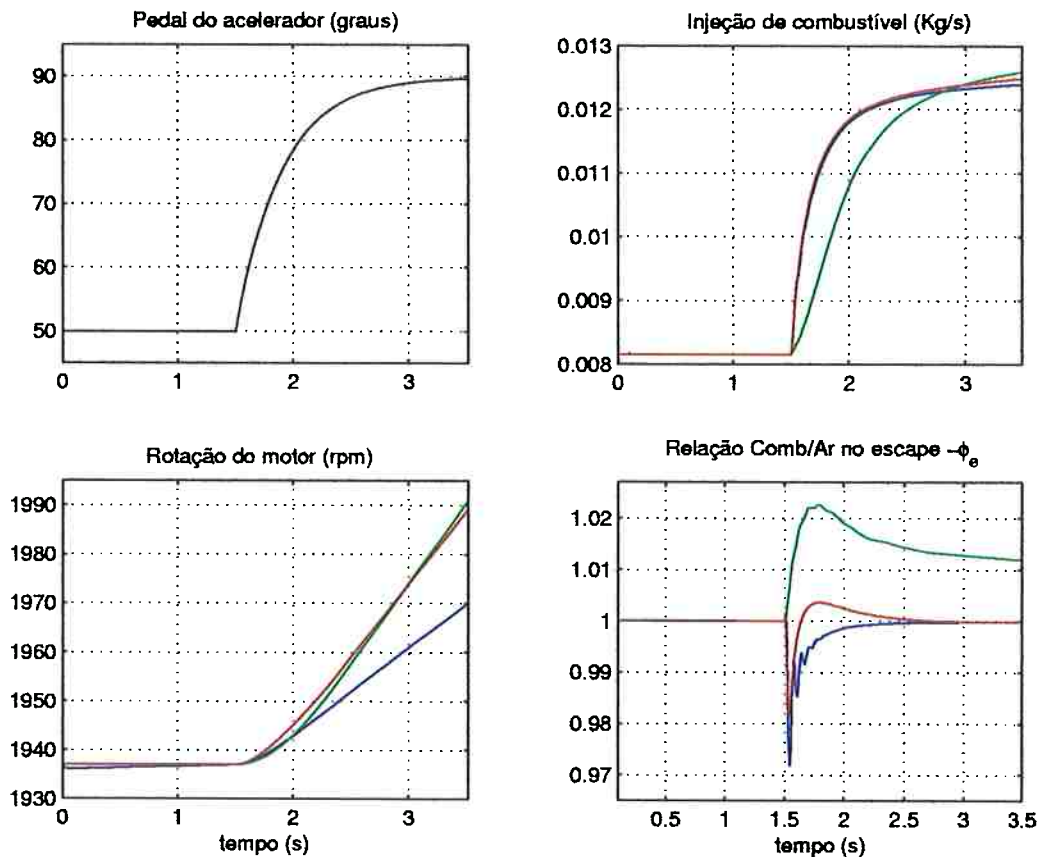 Pedal do acelerador (graus)
90
80
70
60
50
0 1 2 3
Injeção de combustível (Kg/s)
0.013
0.012
0.011
0.01
0.009
0.008
0 1 2 3
Rotação do motor (rpm)
1990
1980
1970
1960
1950
1940
1930
0 1 2 3
tempo (s)
Relação Comb/Ar no escape -ϕe
1.02
1.01
1
0.99
0.98
0.97
0.5 1 1.5 2 2.5 3 3.5
tempo (s)